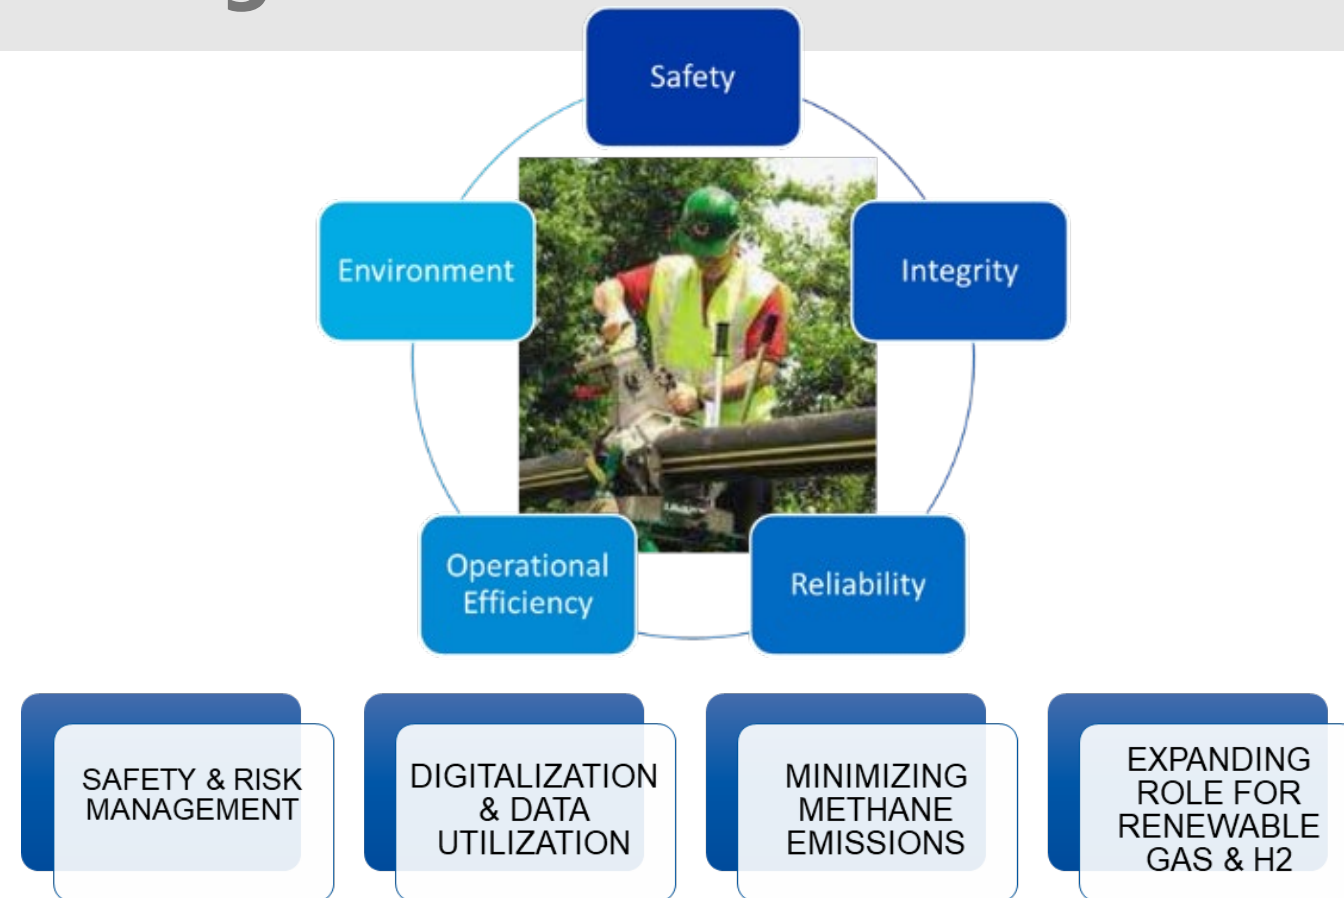 Safety
Environment
Integrity
Operational
Efficiency
Reliability
SAFETY & RISK
MANAGEMENT
DIGITALIZATION
& DATA
UTILIZATION
MINIMIZING
METHANE
EMISSIONS
EXPANDING
ROLE FOR
RENEWABLE
GAS & H2